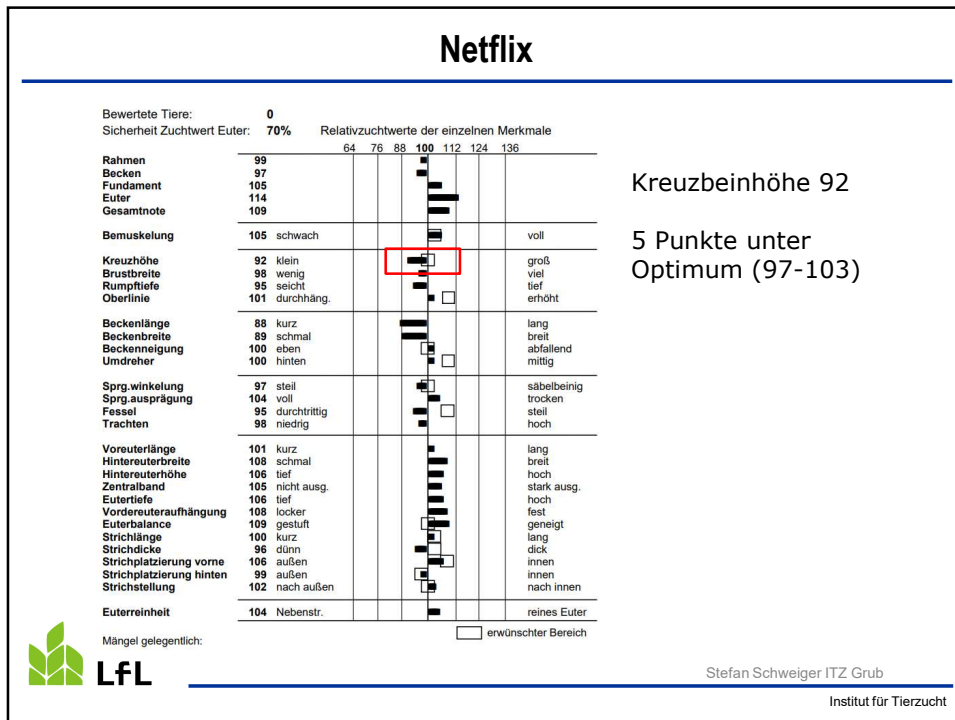 Netflix
Bewertete Tiere: 0
Sicherheit Zuchtwert Euter: 70% Relativzuchtwerte der einzelnen Merkmale
64 76 88 100 112 124 136
Rahmen 99
Becken 97
Fundament 105
Euter 114
Gesamtnote 109
Bemuskelung 105 schwach voll
Kreuzhöhe 92 klein groß
Brustbreite 98 wenig viel
Rumpftiefe 95 seicht tief
Oberlinie 101 durchhäng. erhöht
Beckenlänge 88 kurz lang
Beckenbreite 89 schmal breit
Beckenneigung 100 eben abfallend
Umdreher 100 hinten mittig
Sprg.winkelung 97 steil säbelbeinig
Sprg.ausprägung 104 voll trocken
Fessel 95 durchtrittig steil
Trachten 98 niedrig hoch
Voreuterlänge 101 kurz lang
Hintereuterbreite 108 schmal breit
Hintereuterhöhe 106 tief hoch
Zentralband 105 nicht ausg. stark ausg.
Eutertiefe 106 tief hoch
Vordereuteraufhängung 108 locker fest
Euterbalance 109 gestuft geneigt
Strichlänge 100 kurz lang
Strichdicke 96 dünn dick
Strichplatzierung vorne 106 außen innen
Strichplatzierung hinten 99 außen innen
Strichstellung 102 nach außen nach innen
Euterreinheit 104 Nebenstr. reines Euter
erwünschter Bereich
Mängel gelegentlich:
Kreuzbeinhöhe 92
5 Punkte unter
Optimum (97-103)
LfL
Stefan Schweiger ITZ Grub
Institut für Tierzucht